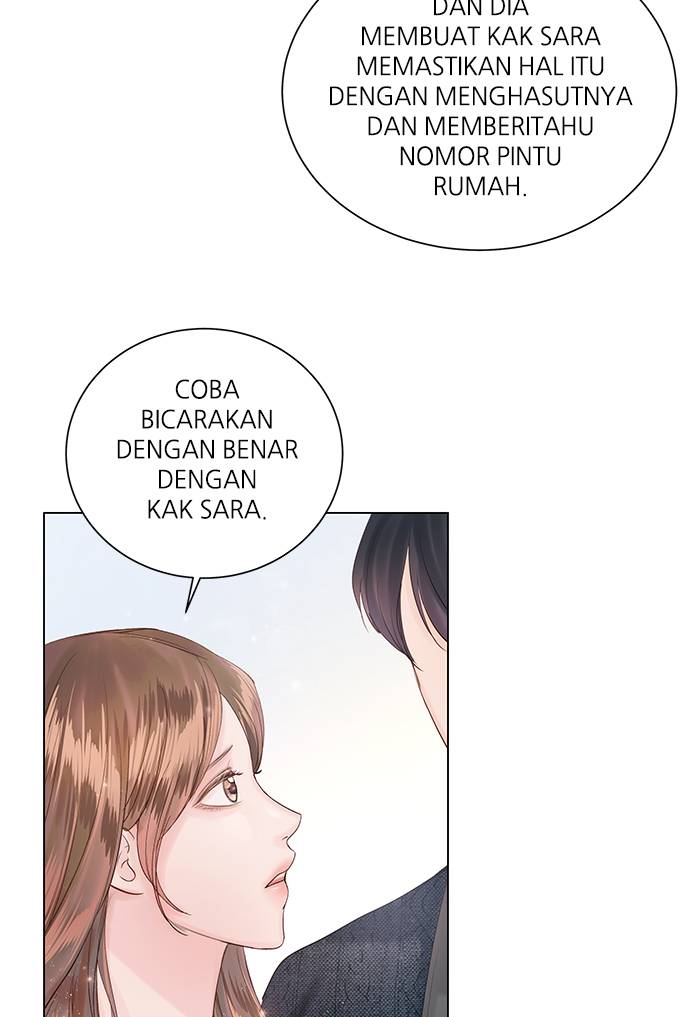 DAN DIA
MEMBUAT KAK SARA
MEMASTIKAN HAL ITU
DENGAN MENGHASUTNYA
DAN MEMBERITAHU
NOMOR PINTU
RUMAH.
COBA
BICARAKAN
DENGAN BENAR
DENGAN
KAK SARA.